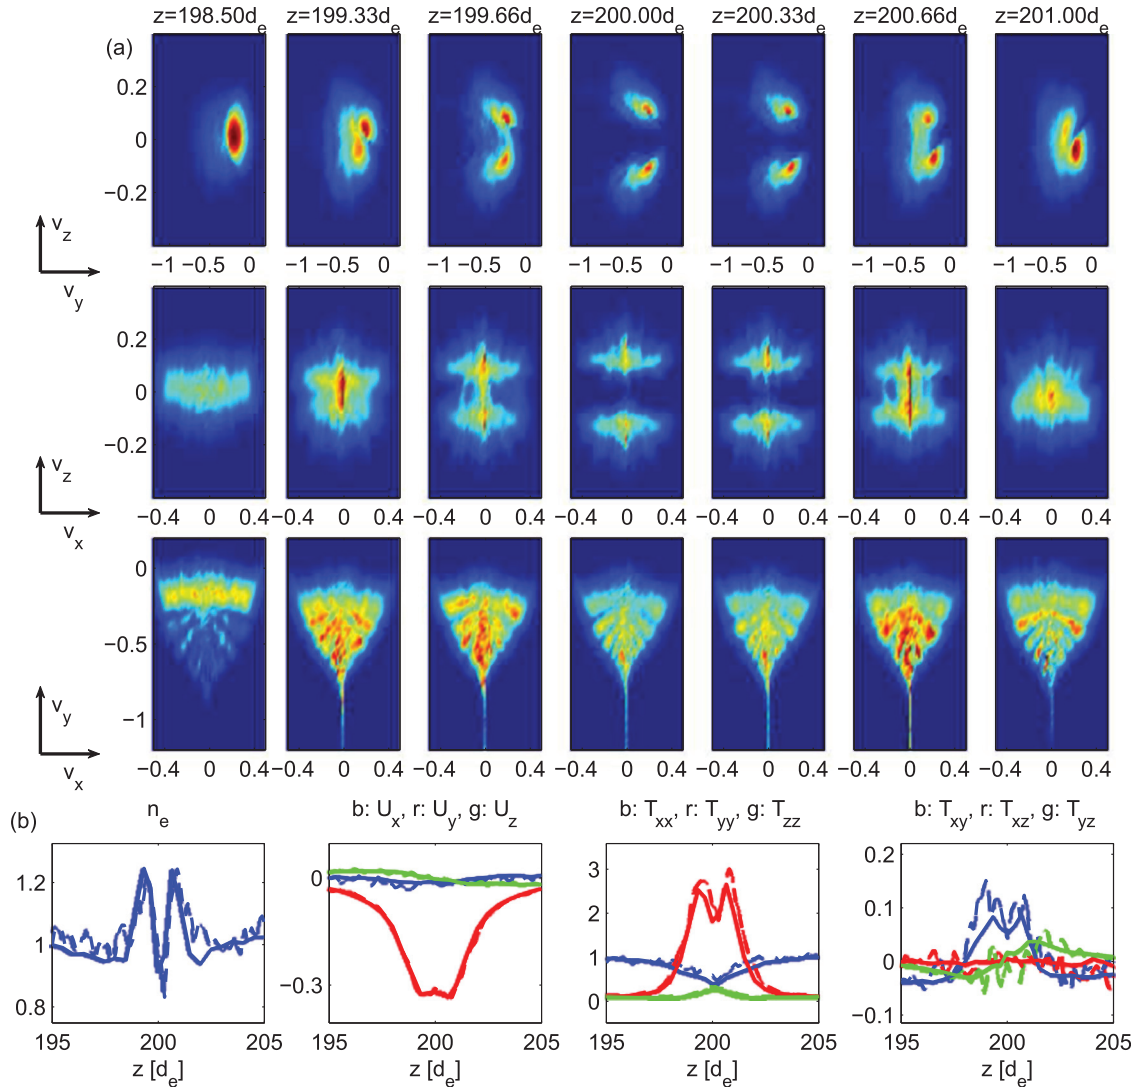 z=198.50d_e z=199.33d_e z=199.66d_e z=200.00d_e z=200.33d_e z=200.66d_e z=201.00d_e
(a)
0.2
0
−0.2
v_z
v_y
−1 −0.5 0 −1 −0.5 0 −1 −0.5 0 −1 −0.5 0 −1 −0.5 0 −1 −0.5 0 −1 −0.5 0
0.2
0
−0.2
v_z
v_x
−0.4 0 0.4 −0.4 0 0.4 −0.4 0 0.4 −0.4 0 0.4 −0.4 0 0.4 −0.4 0 0.4 −0.4 0 0.4
0
−0.5
−1
v_y
v_x
−0.4 0 0.4 −0.4 0 0.4 −0.4 0 0.4 −0.4 0 0.4 −0.4 0 0.4 −0.4 0 0.4 −0.4 0 0.4
(b)
n_e
1.2
1
0.8
195 200 205
z [d_e]
b: U_x, r: U_y, g: U_z
0
−0.3
195 200 205
z [d_e]
b: T_xx, r: T_yy, g: T_zz
3
2
1
0
195 200 205
z [d_e]
b: T_xy, r: T_xz, g: T_yz
0.2
0.1
0
−0.1
195 200 205
z [d_e]